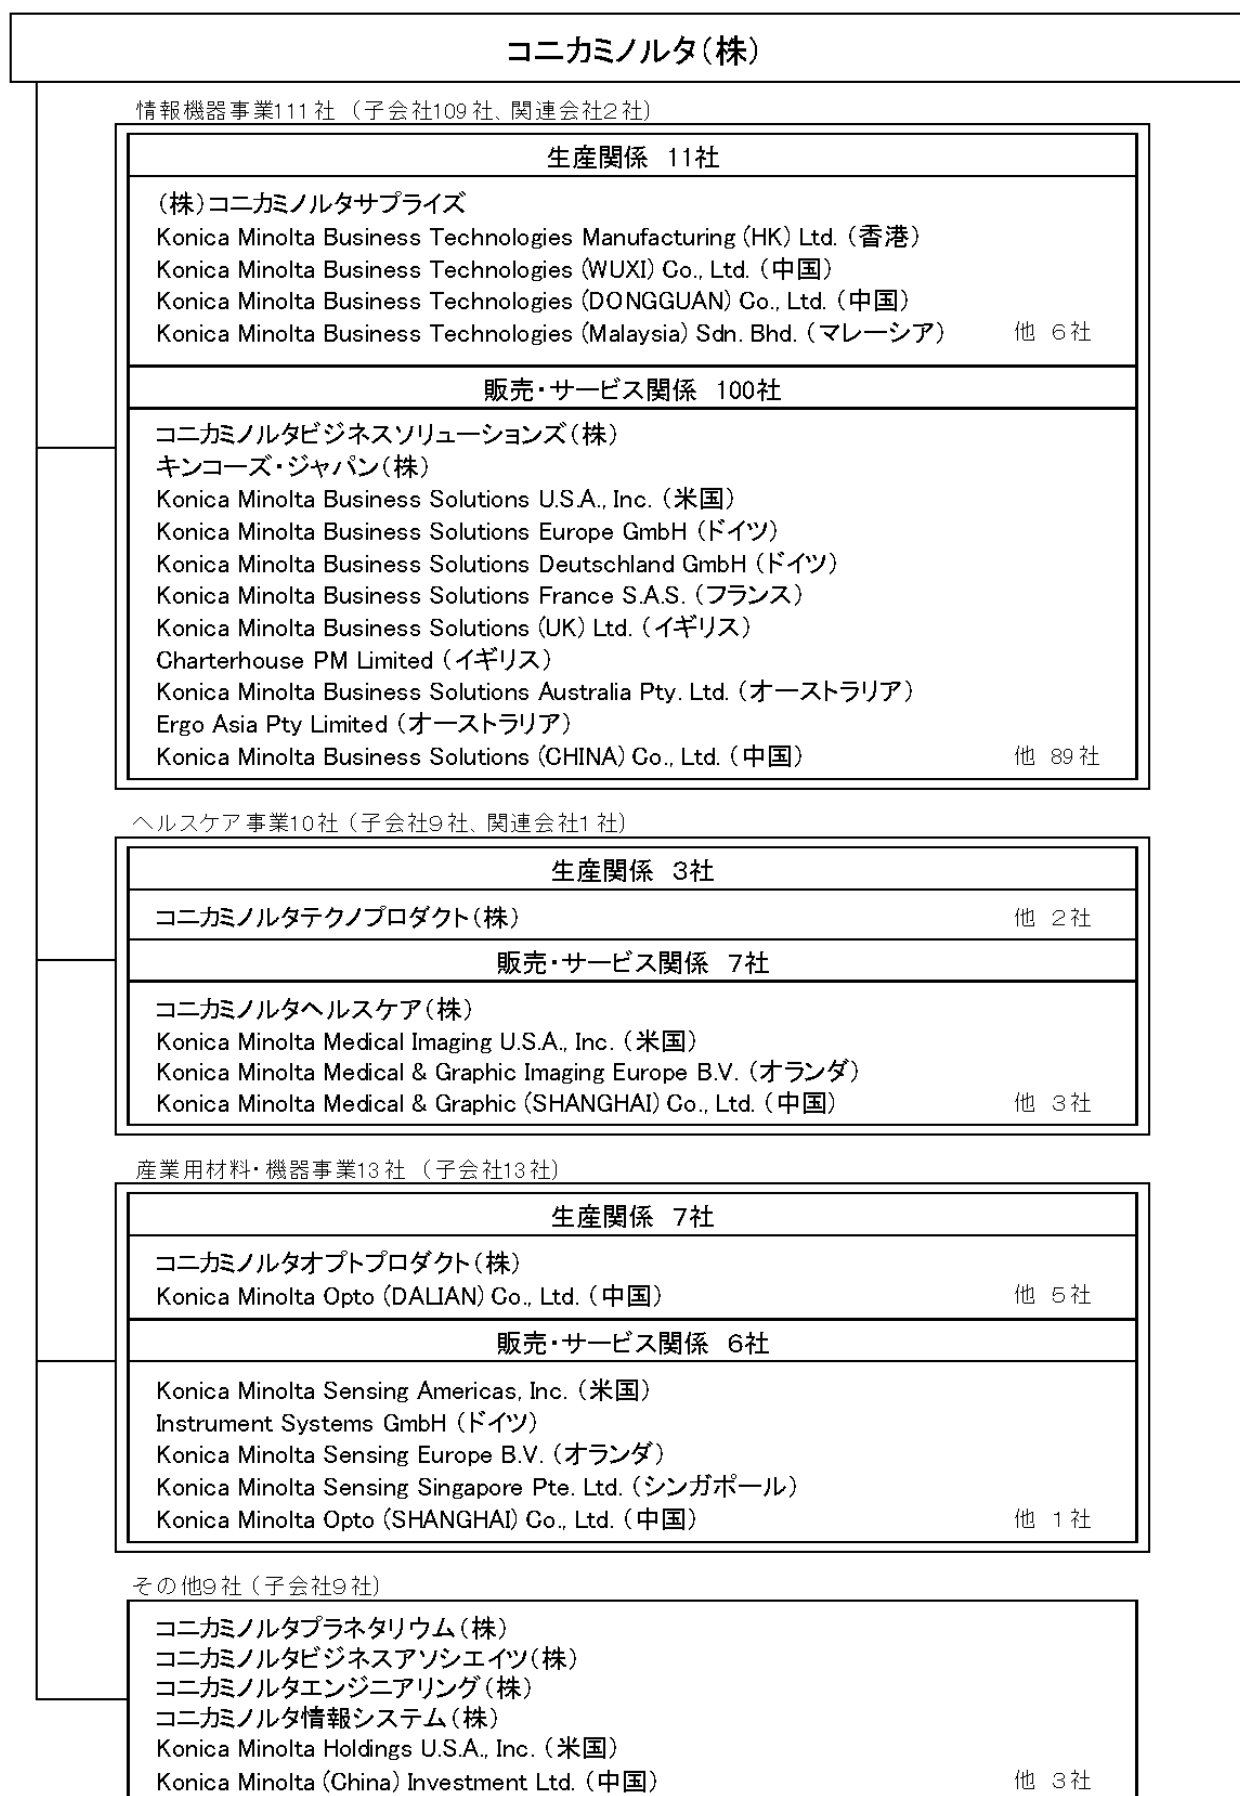 コニカミノルタ(株)
情報機器事業111社 (子会社109社、関連会社2社)
生産関係 11社
(株)コニカミノルタサプライズ
Konica Minolta Business Technologies Manufacturing (HK) Ltd. (香港)
Konica Minolta Business Technologies (WUXI) Co., Ltd. (中国)
Konica Minolta Business Technologies (DONGGUAN) Co., Ltd. (中国)
Konica Minolta Business Technologies (Malaysia) Sdn. Bhd. (マレーシア) 他 6社
販売・サービス関係 100社
コニカミノルタビジネスソリューションズ(株)
キンコーズ・ジャパン(株)
Konica Minolta Business Solutions U.S.A., Inc. (米国)
Konica Minolta Business Solutions Europe GmbH (ドイツ)
Konica Minolta Business Solutions Deutschland GmbH (ドイツ)
Konica Minolta Business Solutions France S.A.S. (フランス)
Konica Minolta Business Solutions (UK) Ltd. (イギリス)
Charterhouse PM Limited (イギリス)
Konica Minolta Business Solutions Australia Pty. Ltd. (オーストラリア)
Ergo Asia Pty Limited (オーストラリア)
Konica Minolta Business Solutions (CHINA) Co., Ltd. (中国) 他 89社
ヘルスケア事業10社 (子会社9社、関連会社1社)
生産関係 3社
コニカミノルタテクノプロダクト(株) 他 2社
販売・サービス関係 7社
コニカミノルタヘルスケア(株)
Konica Minolta Medical Imaging U.S.A., Inc. (米国)
Konica Minolta Medical & Graphic Imaging Europe B.V. (オランダ)
Konica Minolta Medical & Graphic (SHANGHAI) Co., Ltd. (中国) 他 3社
産業用材料・機器事業13社 (子会社13社)
生産関係 7社
コニカミノルタオプトプロダクト(株)
Konica Minolta Opto (DALIAN) Co., Ltd. (中国) 他 5社
販売・サービス関係 6社
Konica Minolta Sensing Americas, Inc. (米国)
Instrument Systems GmbH (ドイツ)
Konica Minolta Sensing Europe B.V. (オランダ)
Konica Minolta Sensing Singapore Pte. Ltd. (シンガポール)
Konica Minolta Opto (SHANGHAI) Co., Ltd. (中国) 他 1社
その他9社 (子会社9社)
コニカミノルタプラネタリウム(株)
コニカミノルタビジネスアソシエイツ(株)
コニカミノルタエンジニアリング(株)
コニカミノルタ情報システム(株)
Konica Minolta Holdings U.S.A., Inc. (米国)
Konica Minolta (China) Investment Ltd. (中国) 他 3社